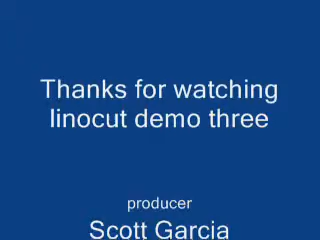 Thanks for watching
linocut demo three
producer
Scott Garcia